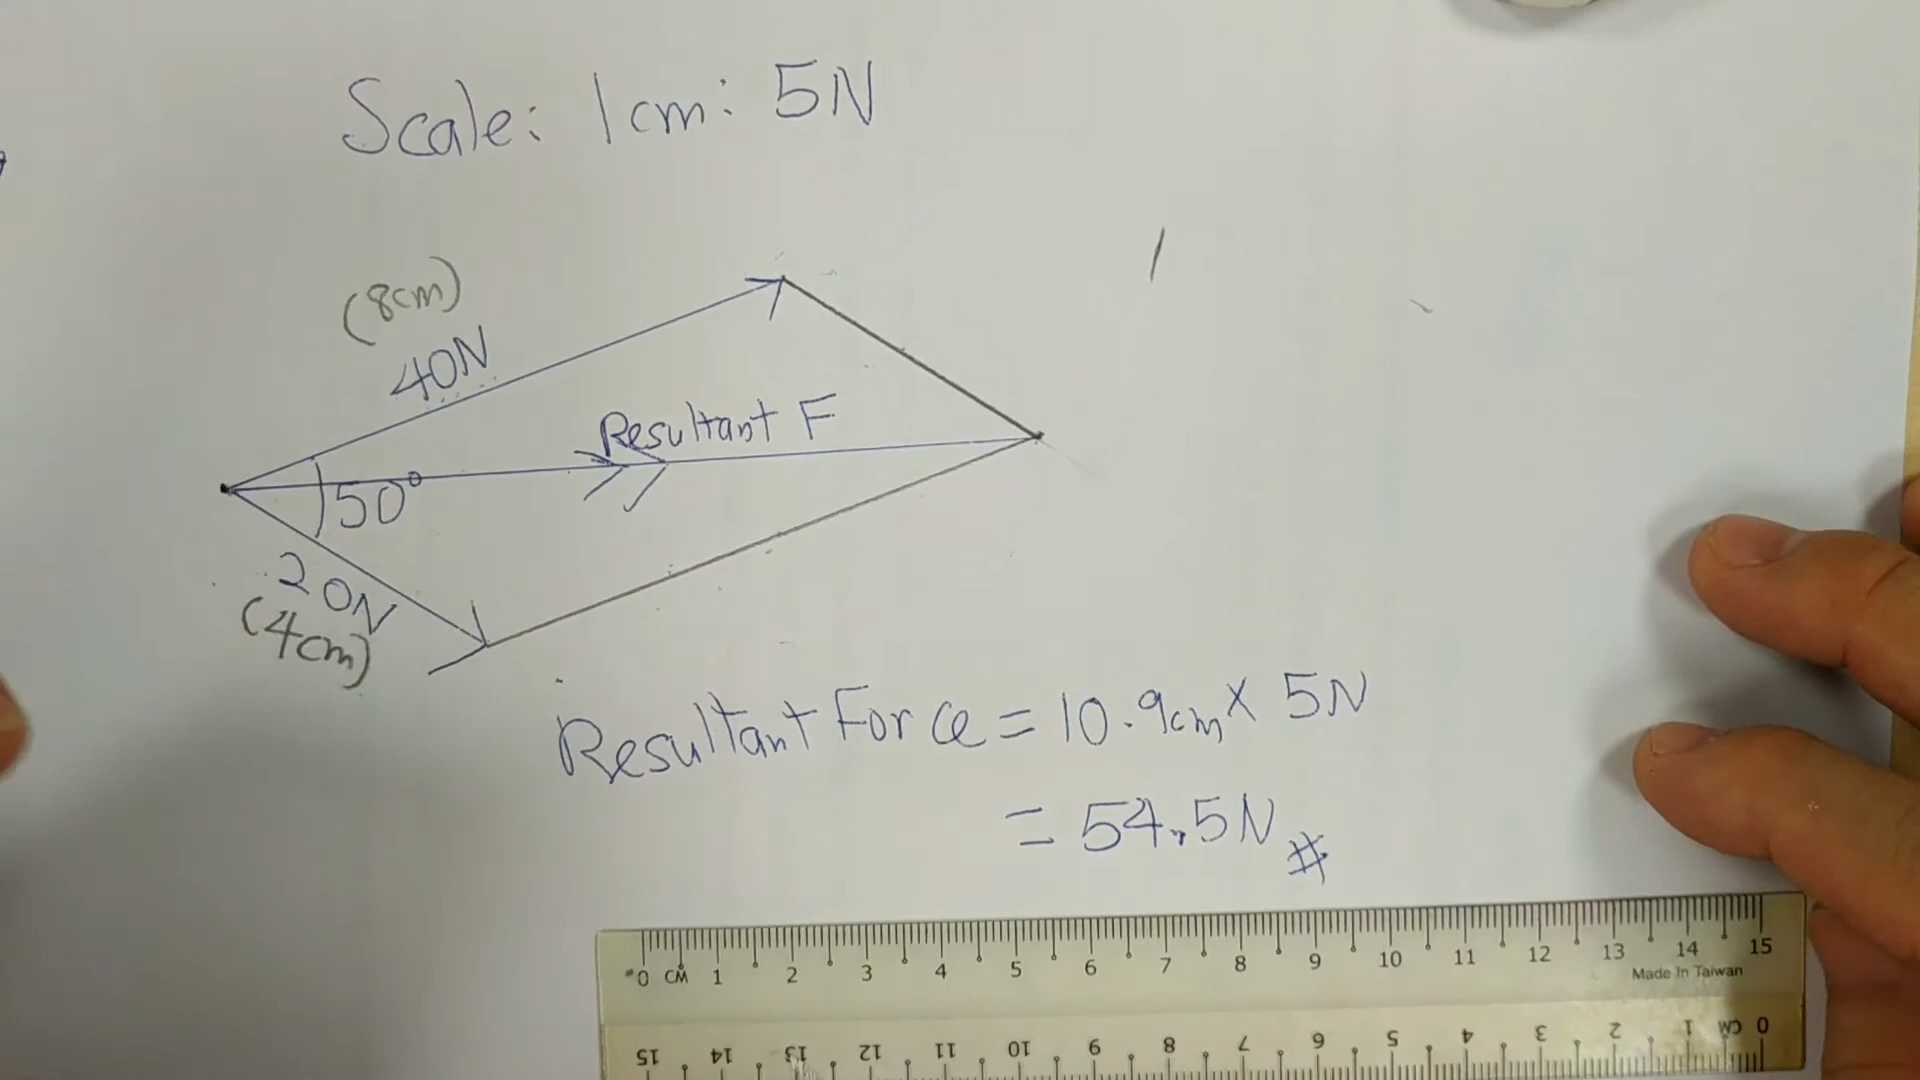 Scale: 1cm: 5N
(8cm)
40N
Resultant F
50°
20N
(4cm)
Resultant Force = 10.9cm x 5N
= 54.5N #
0 CM 1 2 3 4 5 6 7 8 9 10 11 12 13 14 15
Made In Taiwan
0 CM 1 2 3 4 5 6 7 8 9 10 11 12 13 14 15